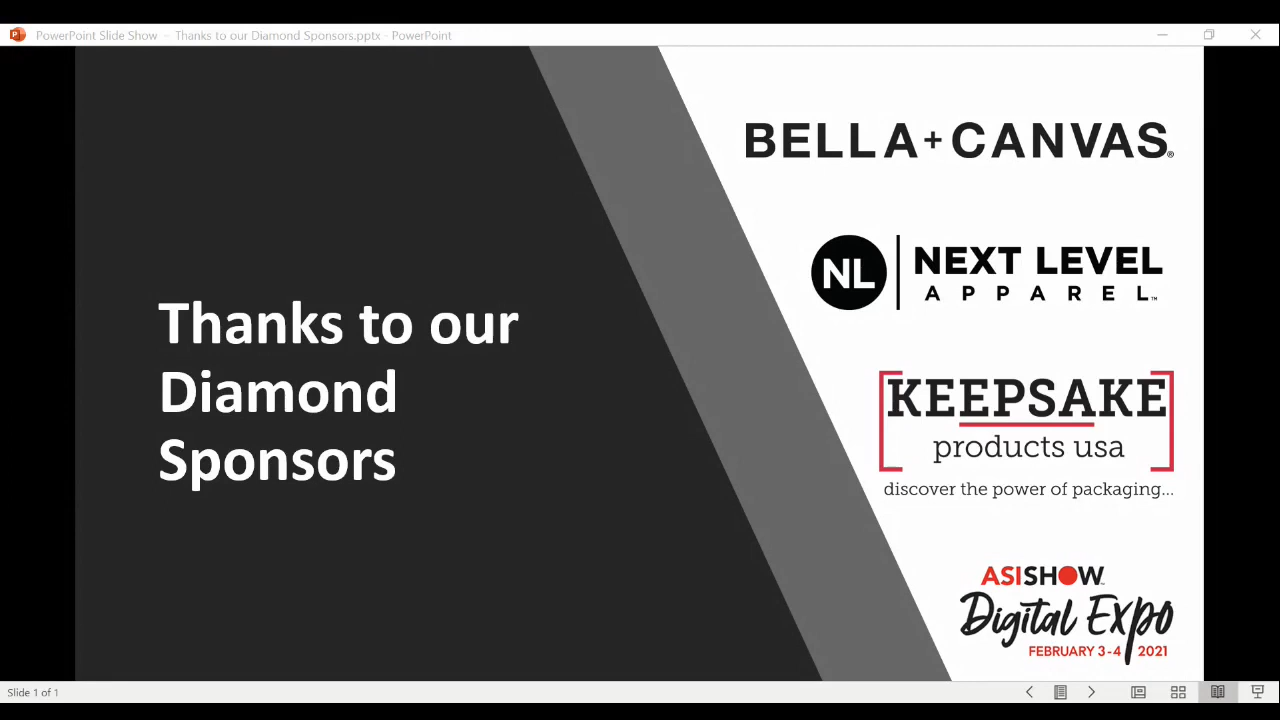 PowerPoint Slide Show - Thanks to our Diamond Sponsors.pptx - PowerPoint
BELLA+CANVAS®
NL NEXT LEVEL
APPAREL™
Thanks to our
Diamond
Sponsors
KEEPSAKE
products usa
discover the power of packaging...
ASISHOW™
Digital Expo
FEBRUARY 3-4 2021
Slide 1 of 1